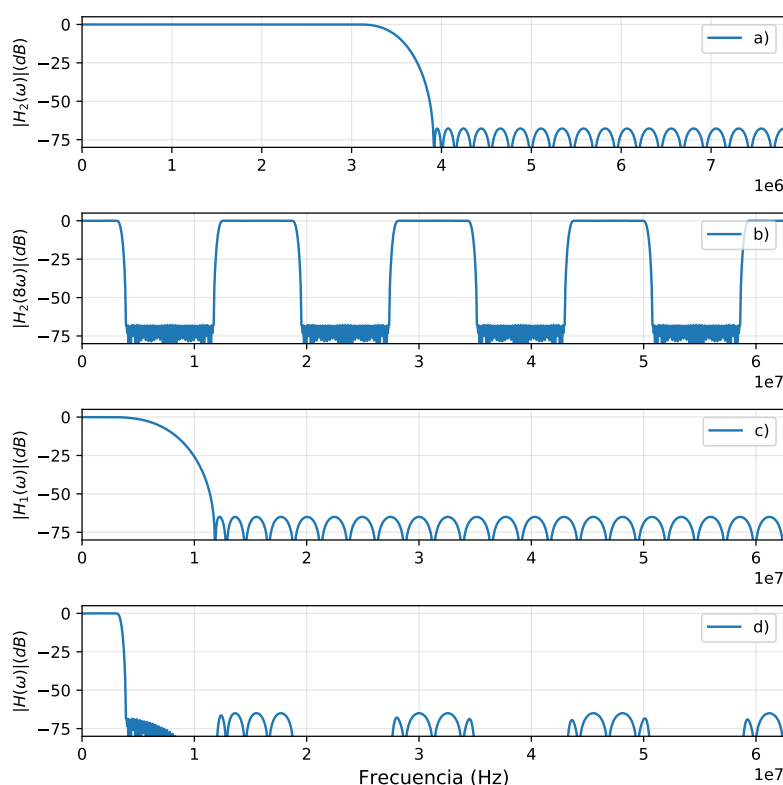 |H₂(ω)|(dB)
0
−25
−50
−75
a)
0 1 2 3 4 5 6 7
1e6
|H₂(8ω)|(dB)
0
−25
−50
−75
b)
0 1 2 3 4 5 6
1e7
|H₁(ω)|(dB)
0
−25
−50
−75
c)
0 1 2 3 4 5 6
1e7
|H(ω)|(dB)
0
−25
−50
−75
d)
0 1 2 3 4 5 6
1e7
Frecuencia (Hz)